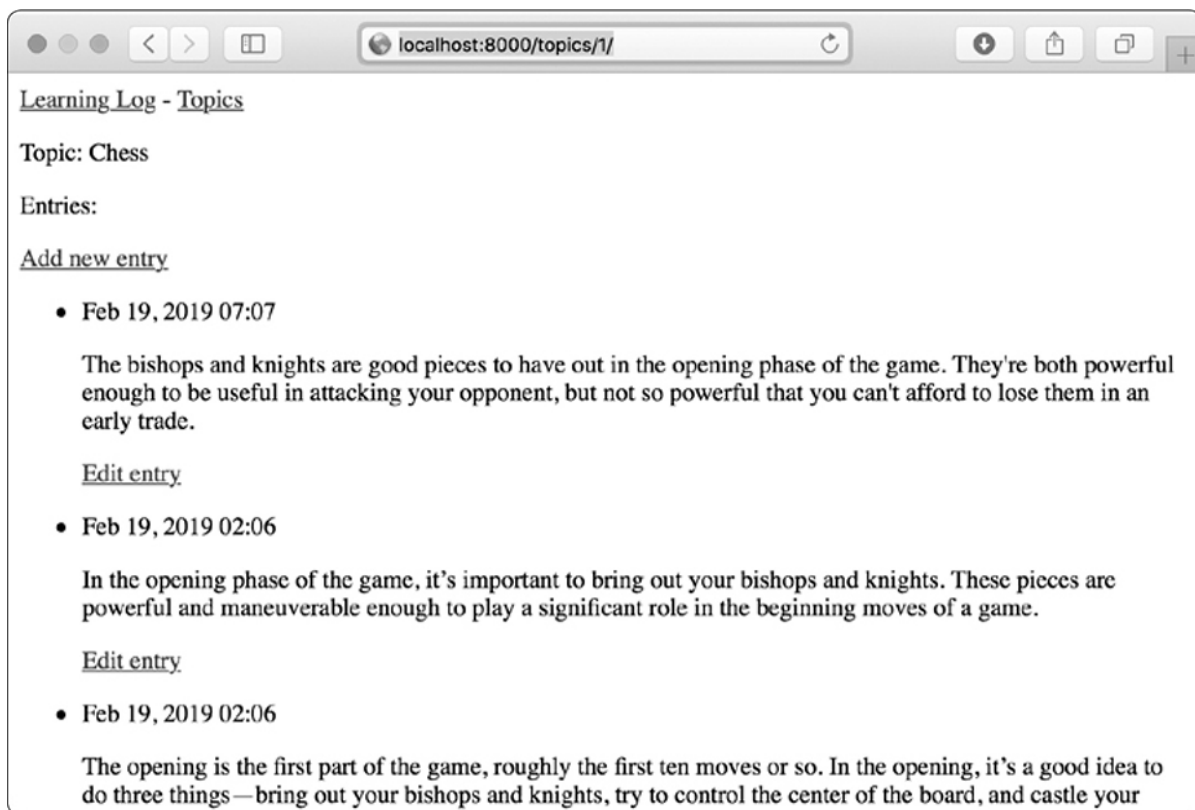 localhost:8000/topics/1/
Learning Log - Topics
Topic: Chess
Entries:
Add new entry
• Feb 19, 2019 07:07
The bishops and knights are good pieces to have out in the opening phase of the game. They're both powerful
enough to be useful in attacking your opponent, but not so powerful that you can't afford to lose them in an
early trade.
Edit entry
• Feb 19, 2019 02:06
In the opening phase of the game, it’s important to bring out your bishops and knights. These pieces are
powerful and maneuverable enough to play a significant role in the beginning moves of a game.
Edit entry
• Feb 19, 2019 02:06
The opening is the first part of the game, roughly the first ten moves or so. In the opening, it’s a good idea to
do three things—bring out your bishops and knights, try to control the center of the board, and castle your